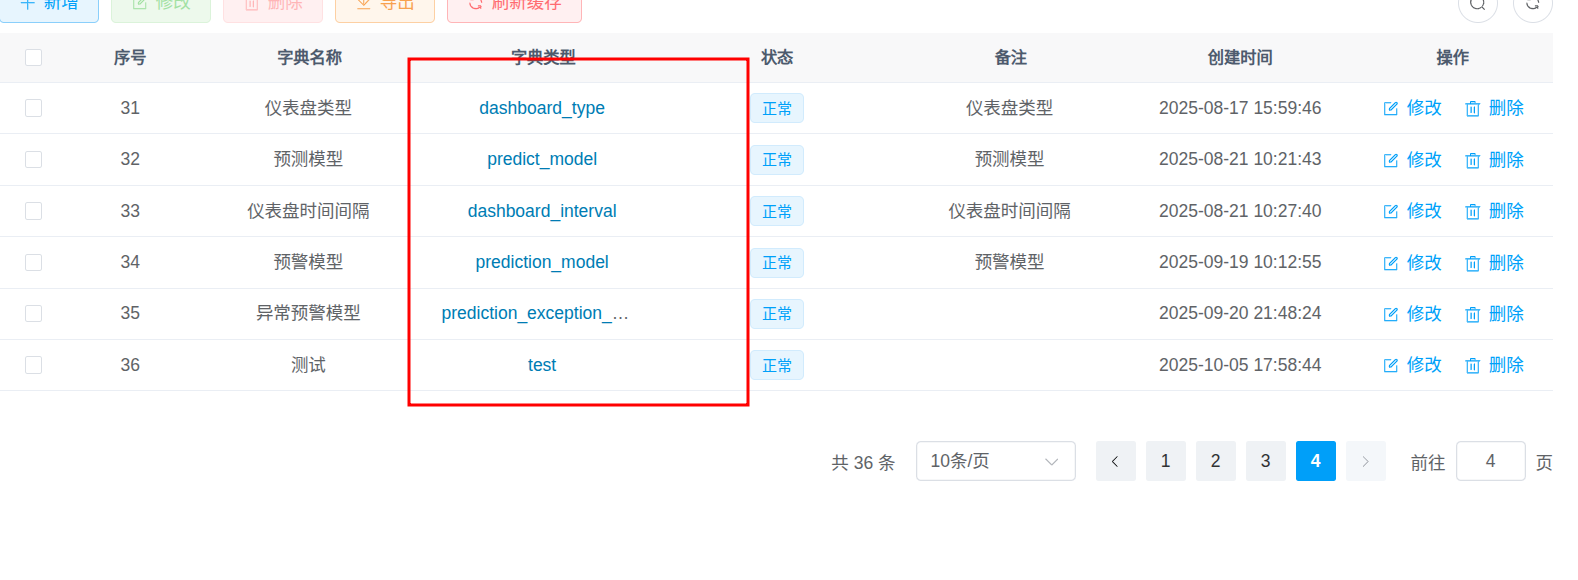 新增 修改 删除 导出 刷新缓存
序号 字典名称 字典类型 状态 备注 创建时间 操作
31 仪表盘类型 dashboard_type 正常 仪表盘类型 2025-08-17 15:59:46 修改 删除
32 预测模型 predict_model 正常 预测模型 2025-08-21 10:21:43 修改 删除
33 仪表盘时间间隔 dashboard_interval 正常 仪表盘时间间隔 2025-08-21 10:27:40 修改 删除
34 预警模型 prediction_model 正常 预警模型 2025-09-19 10:12:55 修改 删除
35 异常预警模型 prediction_exception_… 正常 2025-09-20 21:48:24 修改 删除
36 测试 test 正常 2025-10-05 17:58:44 修改 删除
共 36 条 10条/页 1 2 3 4 前往 4 页